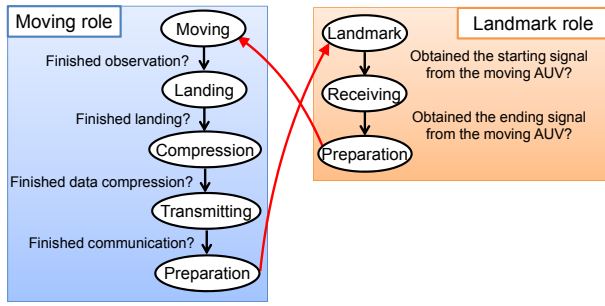 Moving role
Moving
Finished observation?
Landing
Finished landing?
Compression
Finished data compression?
Transmitting
Finished communication?
Preparation
Landmark role
Landmark
Obtained the starting signal
from the moving AUV?
Receiving
Obtained the ending signal
from the moving AUV?
Preparation